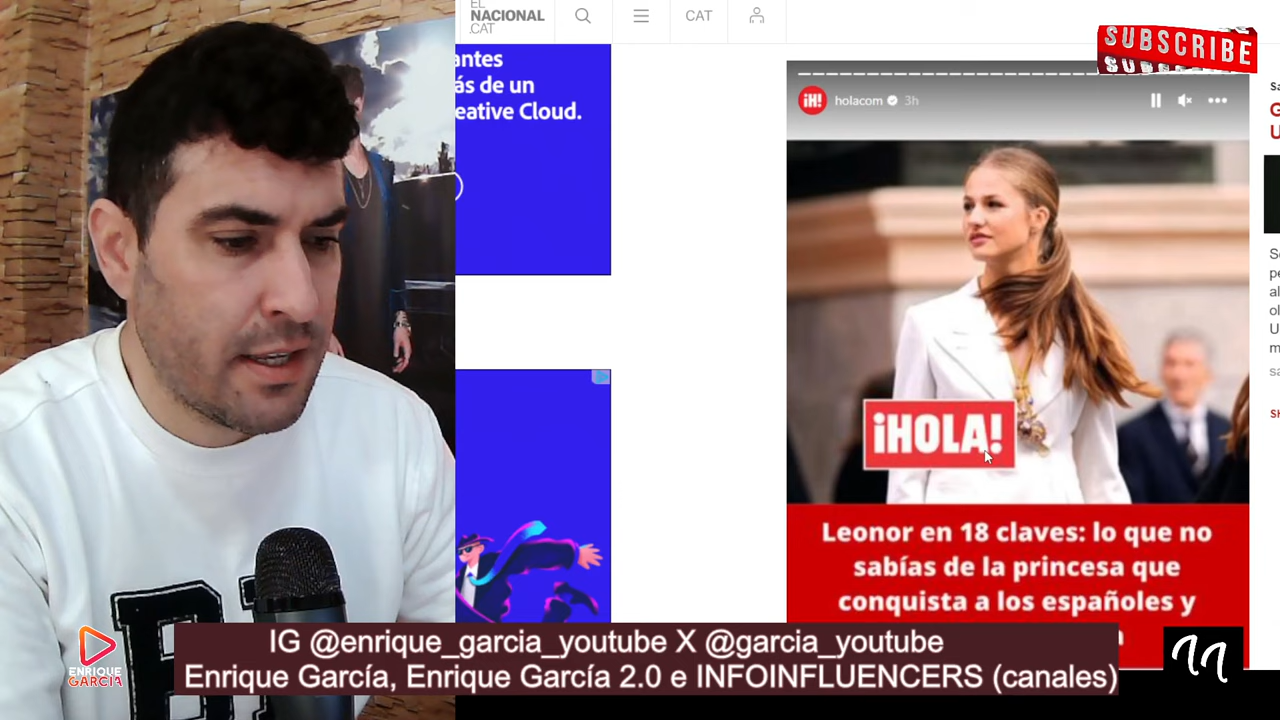 EL
NACIONAL
.CAT
CAT
SUBSCRIBE
antes
ás de un
eative Cloud.
¡H!
holacom
3h
¡HOLA!
Leonor en 18 claves: lo que no
sabías de la princesa que
conquista a los españoles y
IG @enrique_garcia_youtube X @garcia_youtube
Enrique García, Enrique García 2.0 e INFOINFLUENCERS (canales)
ENRIQUE
GARCÍA